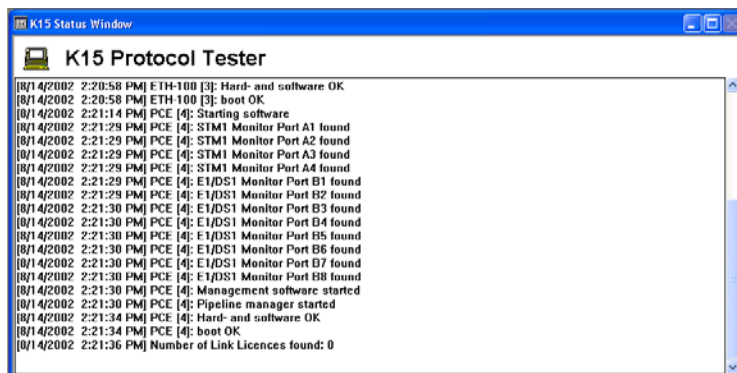 K15 Status Window
K15 Protocol Tester
[8/14/2002 2:20:58 PM] ETH-100 [3]: Hard- and software OK
[8/14/2002 2:20:58 PM] ETH-100 [3]: boot OK
[8/14/2002 2:21:14 PM] PCE [4]: Starting software
[8/14/2002 2:21:29 PM] PCE [4]: STM1 Monitor Port A1 found
[8/14/2002 2:21:29 PM] PCE [4]: STM1 Monitor Port A2 found
[8/14/2002 2:21:29 PM] PCE [4]: STM1 Monitor Port A3 found
[8/14/2002 2:21:29 PM] PCE [4]: STM1 Monitor Port A4 found
[8/14/2002 2:21:29 PM] PCE [4]: E1/DS1 Monitor Port B1 found
[8/14/2002 2:21:29 PM] PCE [4]: E1/DS1 Monitor Port B2 found
[8/14/2002 2:21:30 PM] PCE [4]: E1/DS1 Monitor Port B3 found
[8/14/2002 2:21:30 PM] PCE [4]: E1/DS1 Monitor Port B4 found
[8/14/2002 2:21:30 PM] PCE [4]: E1/DS1 Monitor Port B5 found
[8/14/2002 2:21:30 PM] PCE [4]: E1/DS1 Monitor Port B6 found
[8/14/2002 2:21:30 PM] PCE [4]: E1/DS1 Monitor Port B7 found
[8/14/2002 2:21:30 PM] PCE [4]: E1/DS1 Monitor Port B8 found
[8/14/2002 2:21:30 PM] PCE [4]: Management software started
[8/14/2002 2:21:30 PM] PCE [4]: Pipeline manager started
[8/14/2002 2:21:34 PM] PCE [4]: Hard- and software OK
[8/14/2002 2:21:34 PM] PCE [4]: boot OK
[8/14/2002 2:21:36 PM] Number of Link Licences found: 0